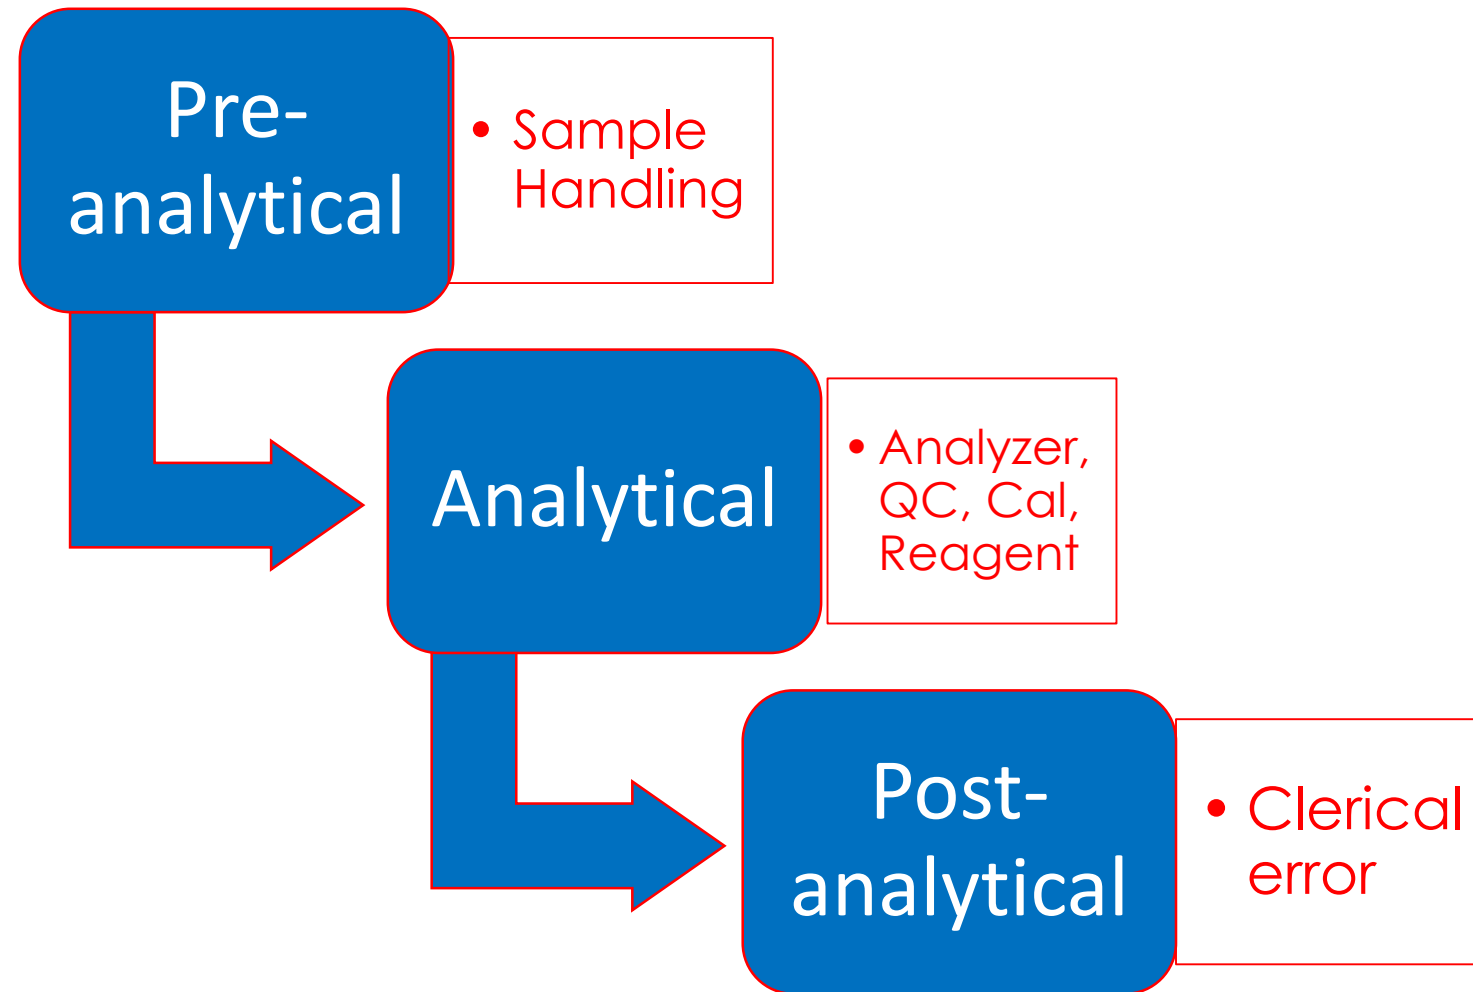 Pre-
analytical
• Sample
Handling
Analytical
• Analyzer,
QC, Cal,
Reagent
Post-
analytical
• Clerical
error